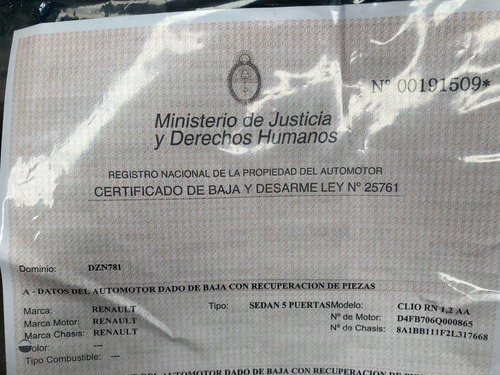 Nº 00191509*
Ministerio de Justicia
y Derechos Humanos
REGISTRO NACIONAL DE LA PROPIEDAD DEL AUTOMOTOR
CERTIFICADO DE BAJA Y DESARME LEY Nº 25761
Dominio: DZN781
A - DATOS DEL AUTOMOTOR DADO DE BAJA CON RECUPERACION DE PIEZAS
Marca: RENAULT Tipo: SEDAN 5 PUERTAS Modelo: CLIO RN 1,2 AA
Marca Motor: RENAULT Nº de Motor: D4FB706Q000865
Marca Chasis: RENAULT Nº de Chasis: 8A1BB111F2L317668
Color: ---
Tipo Combustible: ---
DEL AUTOMOTOR DADO DE BAJA CON RECUPERACION DE PIEZAS